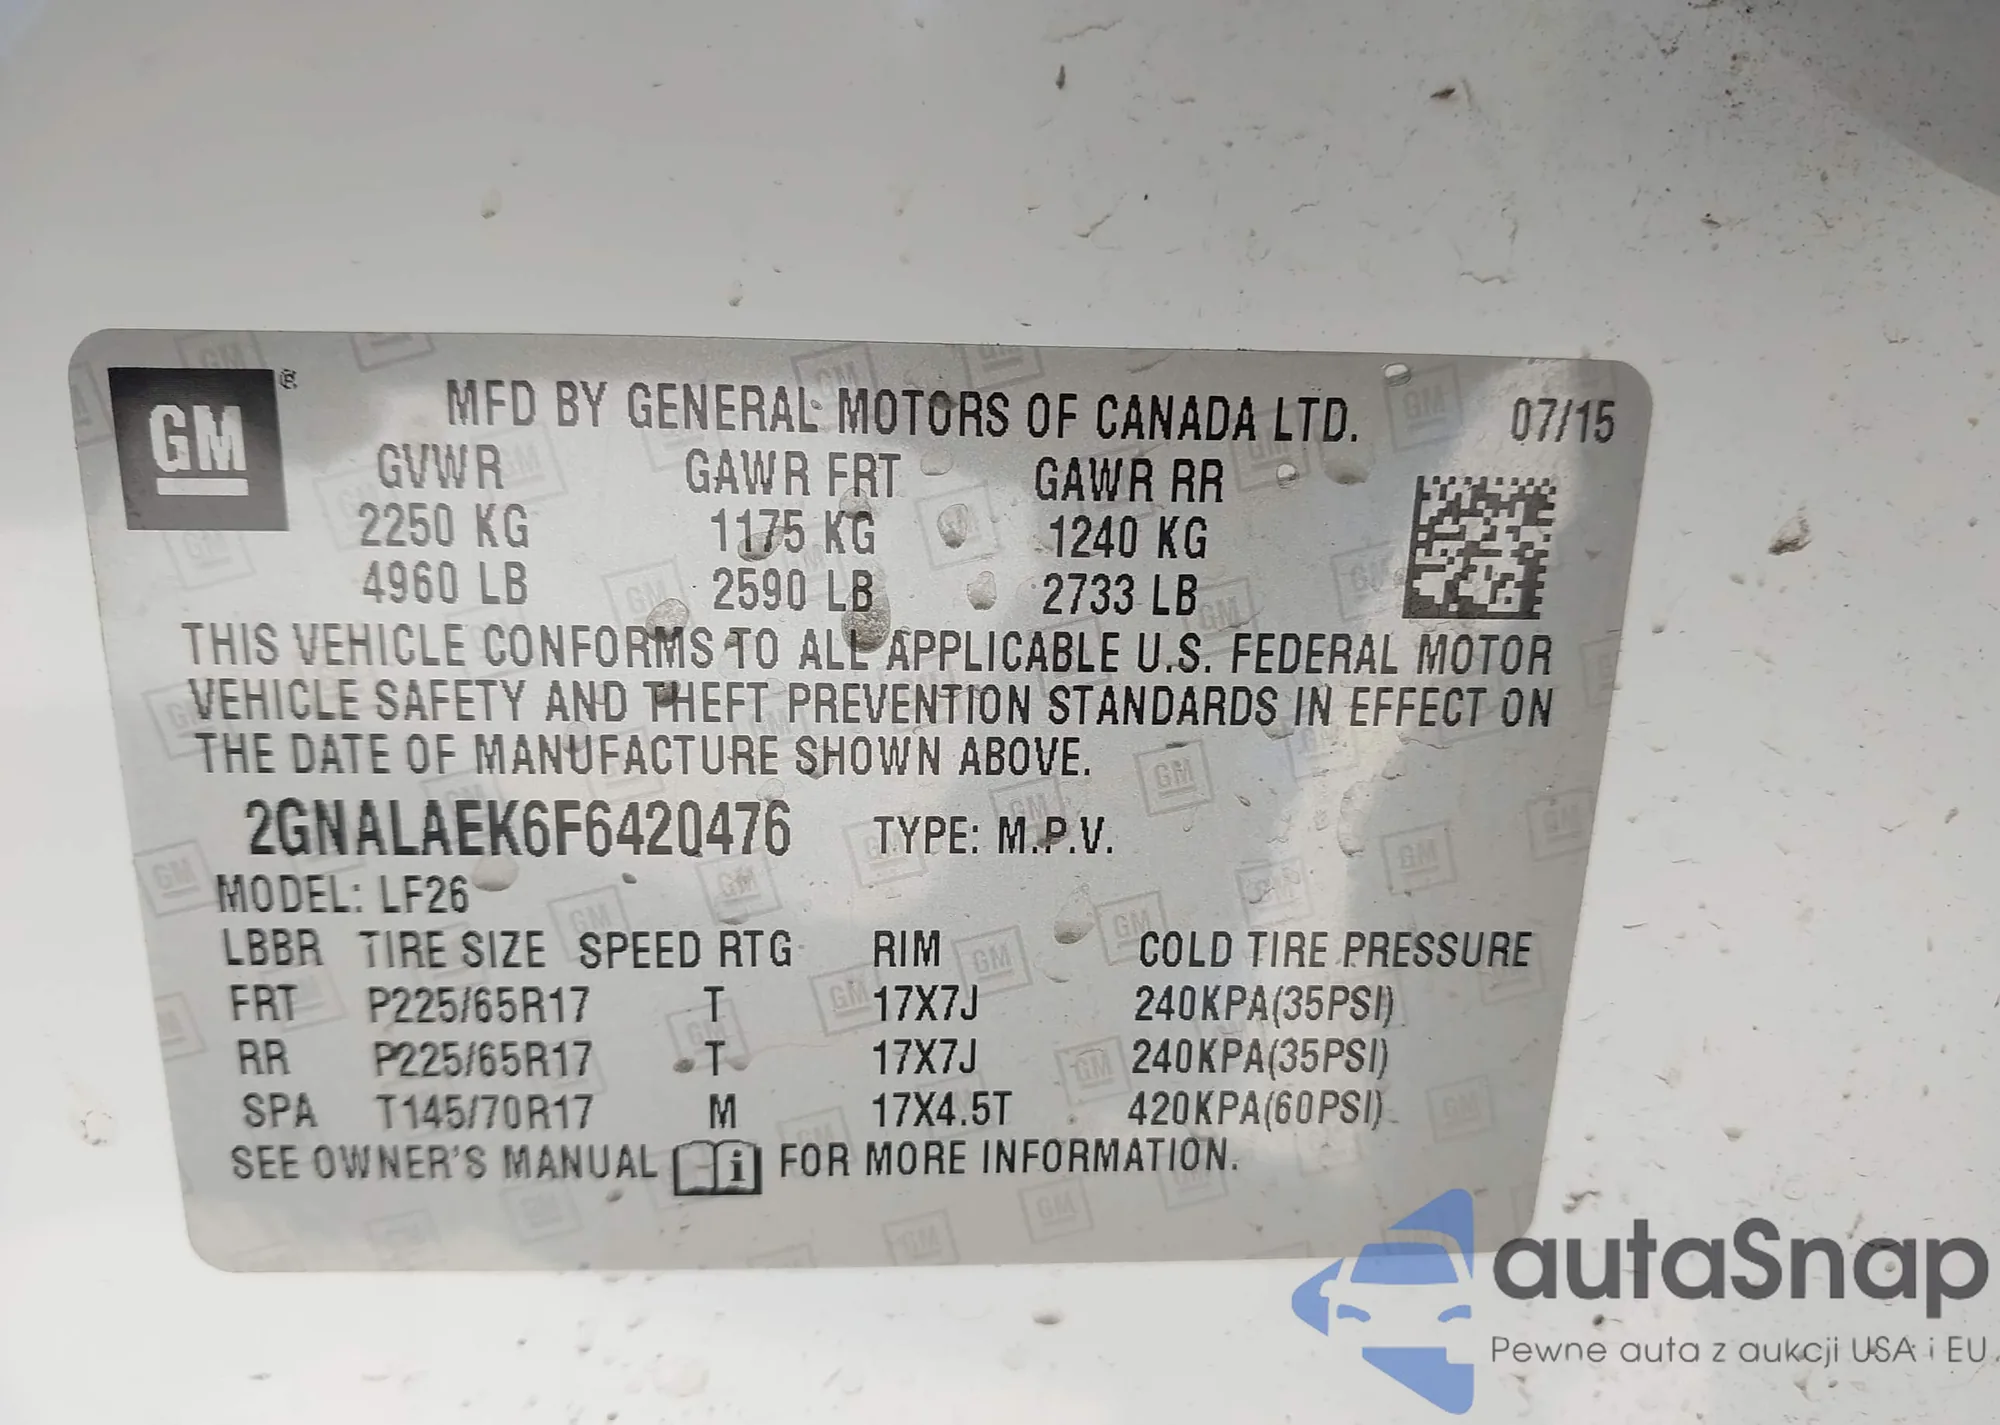 GM ®
MFD BY GENERAL MOTORS OF CANADA LTD. 07/15
GVWR GAWR FRT GAWR RR
2250 KG 1175 KG 1240 KG
4960 LB 2590 LB 2733 LB
THIS VEHICLE CONFORMS TO ALL APPLICABLE U.S. FEDERAL MOTOR
VEHICLE SAFETY AND THEFT PREVENTION STANDARDS IN EFFECT ON
THE DATE OF MANUFACTURE SHOWN ABOVE.
2GNALAEK6F6420476 TYPE: M.P.V.
MODEL: LF26
LBBR TIRE SIZE SPEED RTG RIM COLD TIRE PRESSURE
FRT P225/65R17 T 17X7J 240KPA(35PSI)
RR P225/65R17 T 17X7J 240KPA(35PSI)
SPA T145/70R17 M 17X4.5T 420KPA(60PSI)
SEE OWNER'S MANUAL i FOR MORE INFORMATION.
autaSnap
Pewne auta z aukcji USA i EU